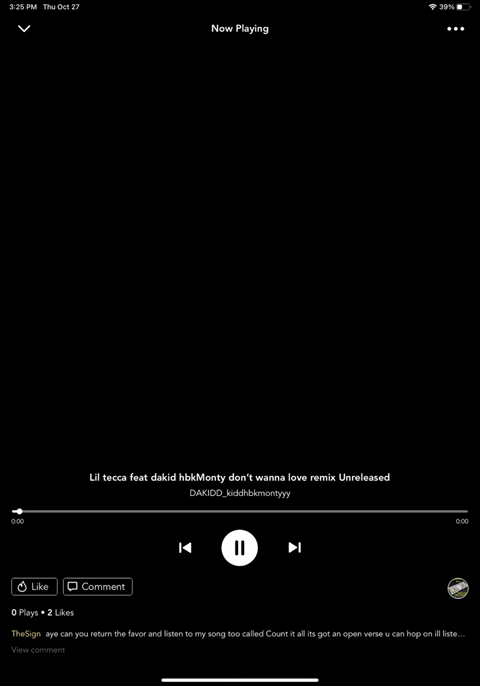 3:25 PM Thu Oct 27 39%
Now Playing
Lil tecca feat dakid hbkMonty don't wanna love remix Unreleased
DAKIDD_kiddhbkmontyyy
0:00 0:00
Like Comment
0 Plays • 2 Likes
TheSign aye can you return the favor and listen to my song too called Count it all its got an open verse u can hop on ill liste...
View comment